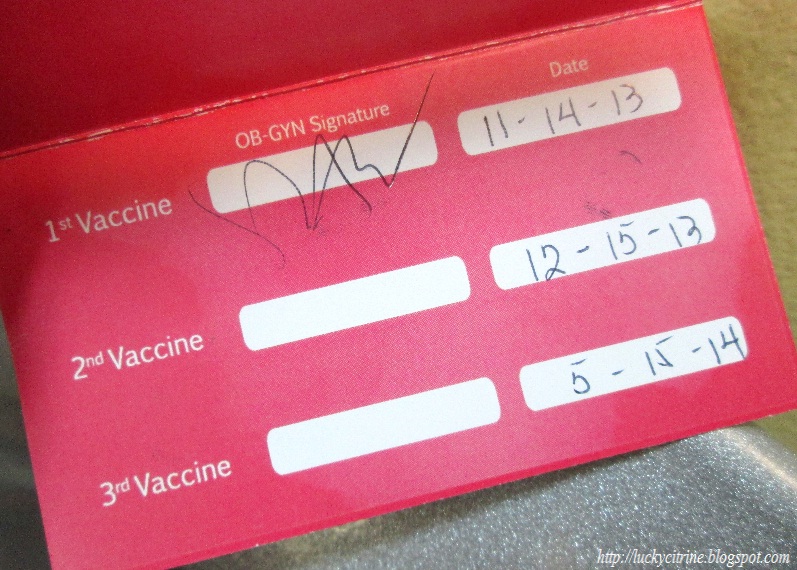 OB-GYN Signature Date
1st Vaccine 11-14-13
2nd Vaccine 12-15-13
3rd Vaccine 5-15-14
http://luckycitrine.blogspot.com